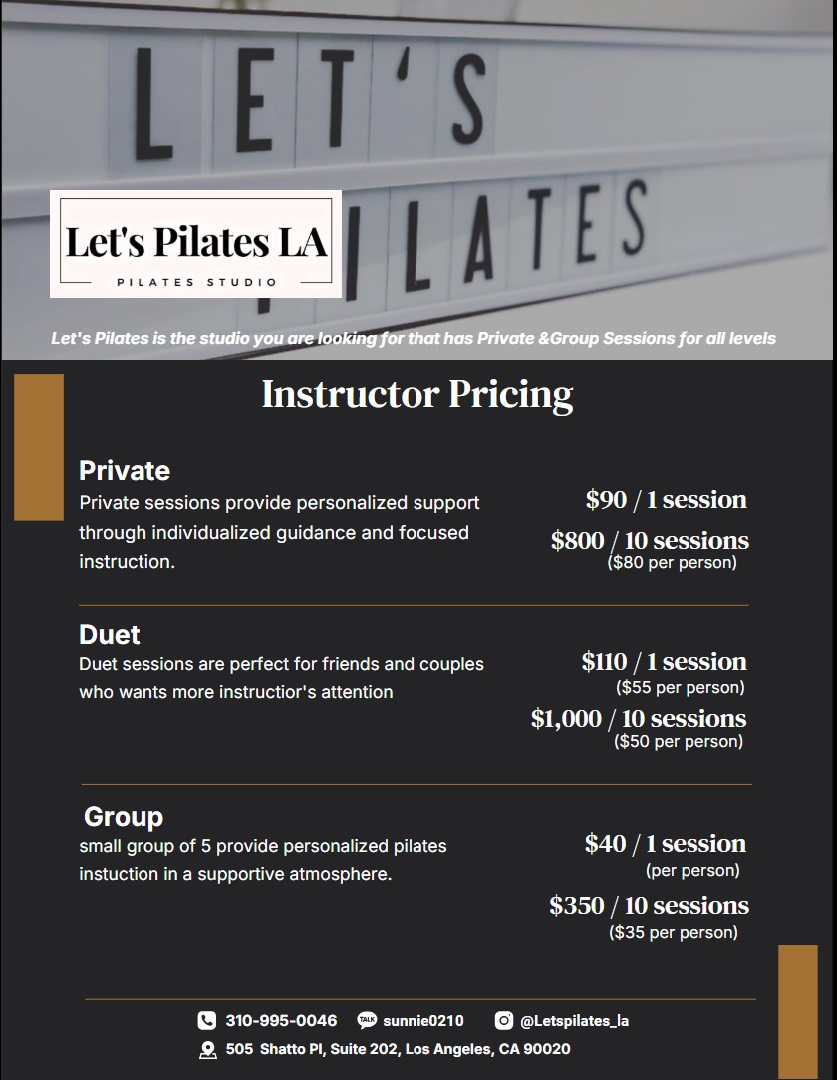 LET'S
PILATES
Let's Pilates LA
PILATES STUDIO
Let's Pilates is the studio you are looking for that has Private &Group Sessions for all levels
Instructor Pricing
Private
Private sessions provide personalized support
through individualized guidance and focused
instruction.
$90 / 1 session
$800 / 10 sessions
($80 per person)
Duet
Duet sessions are perfect for friends and couples
who wants more instructior's attention
$110 / 1 session
($55 per person)
$1,000 / 10 sessions
($50 per person)
Group
small group of 5 provide personalized pilates
instuction in a supportive atmosphere.
$40 / 1 session
(per person)
$350 / 10 sessions
($35 per person)
310-995-0046 TALK sunnie0210 @Letspilates_la
505 Shatto Pl, Suite 202, Los Angeles, CA 90020